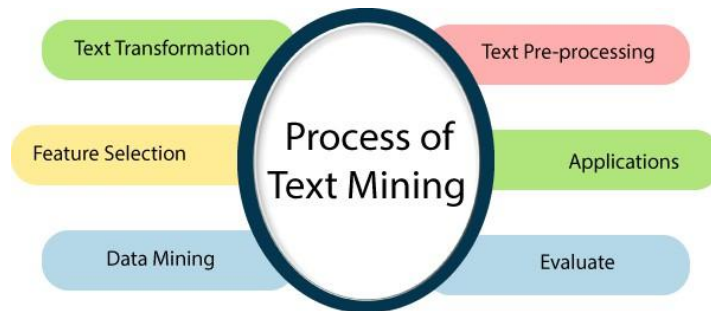 Text Transformation
Text Pre-processing
Process of
Text Mining
Feature Selection
Applications
Data Mining
Evaluate